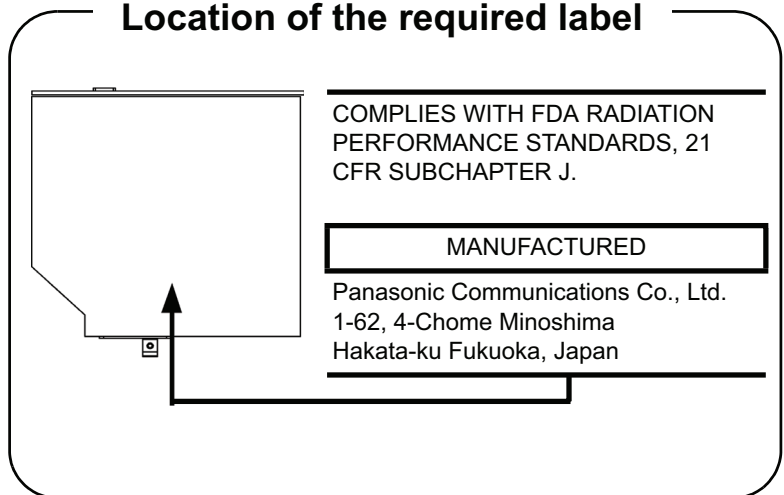 Location of the required label
COMPLIES WITH FDA RADIATION
PERFORMANCE STANDARDS, 21
CFR SUBCHAPTER J.
MANUFACTURED
Panasonic Communications Co., Ltd.
1-62, 4-Chome Minoshima
Hakata-ku Fukuoka, Japan